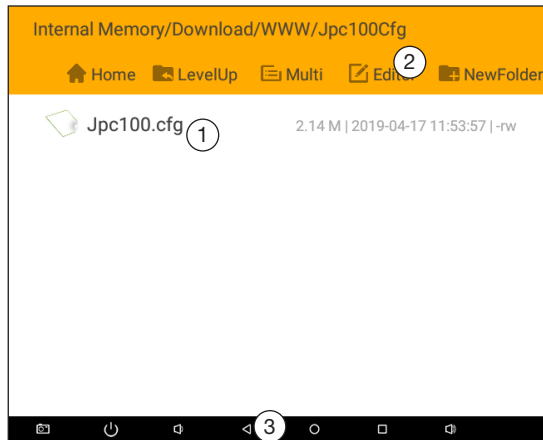 Internal Memory/Download/WWW/Jpc100Cfg
Home LevelUp Multi Editor NewFolder
2
Jpc100.cfg 2.14 M | 2019-04-17 11:53:57 | -rw
1
3